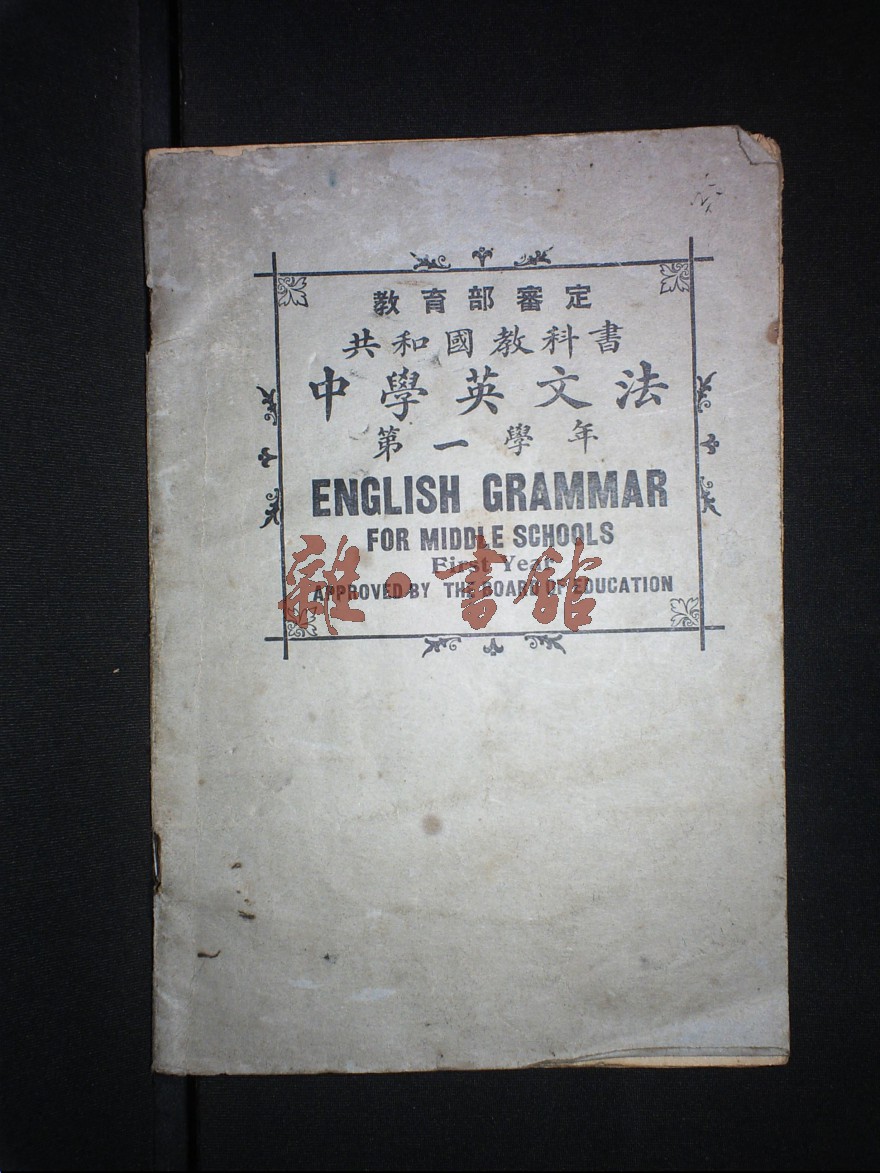 教育部審定
共和國教科書
中學英文法
第一學年
ENGLISH GRAMMAR
FOR MIDDLE SCHOOLS
First Year
APPROVED BY THE BOARD OF EDUCATION
雜·書館